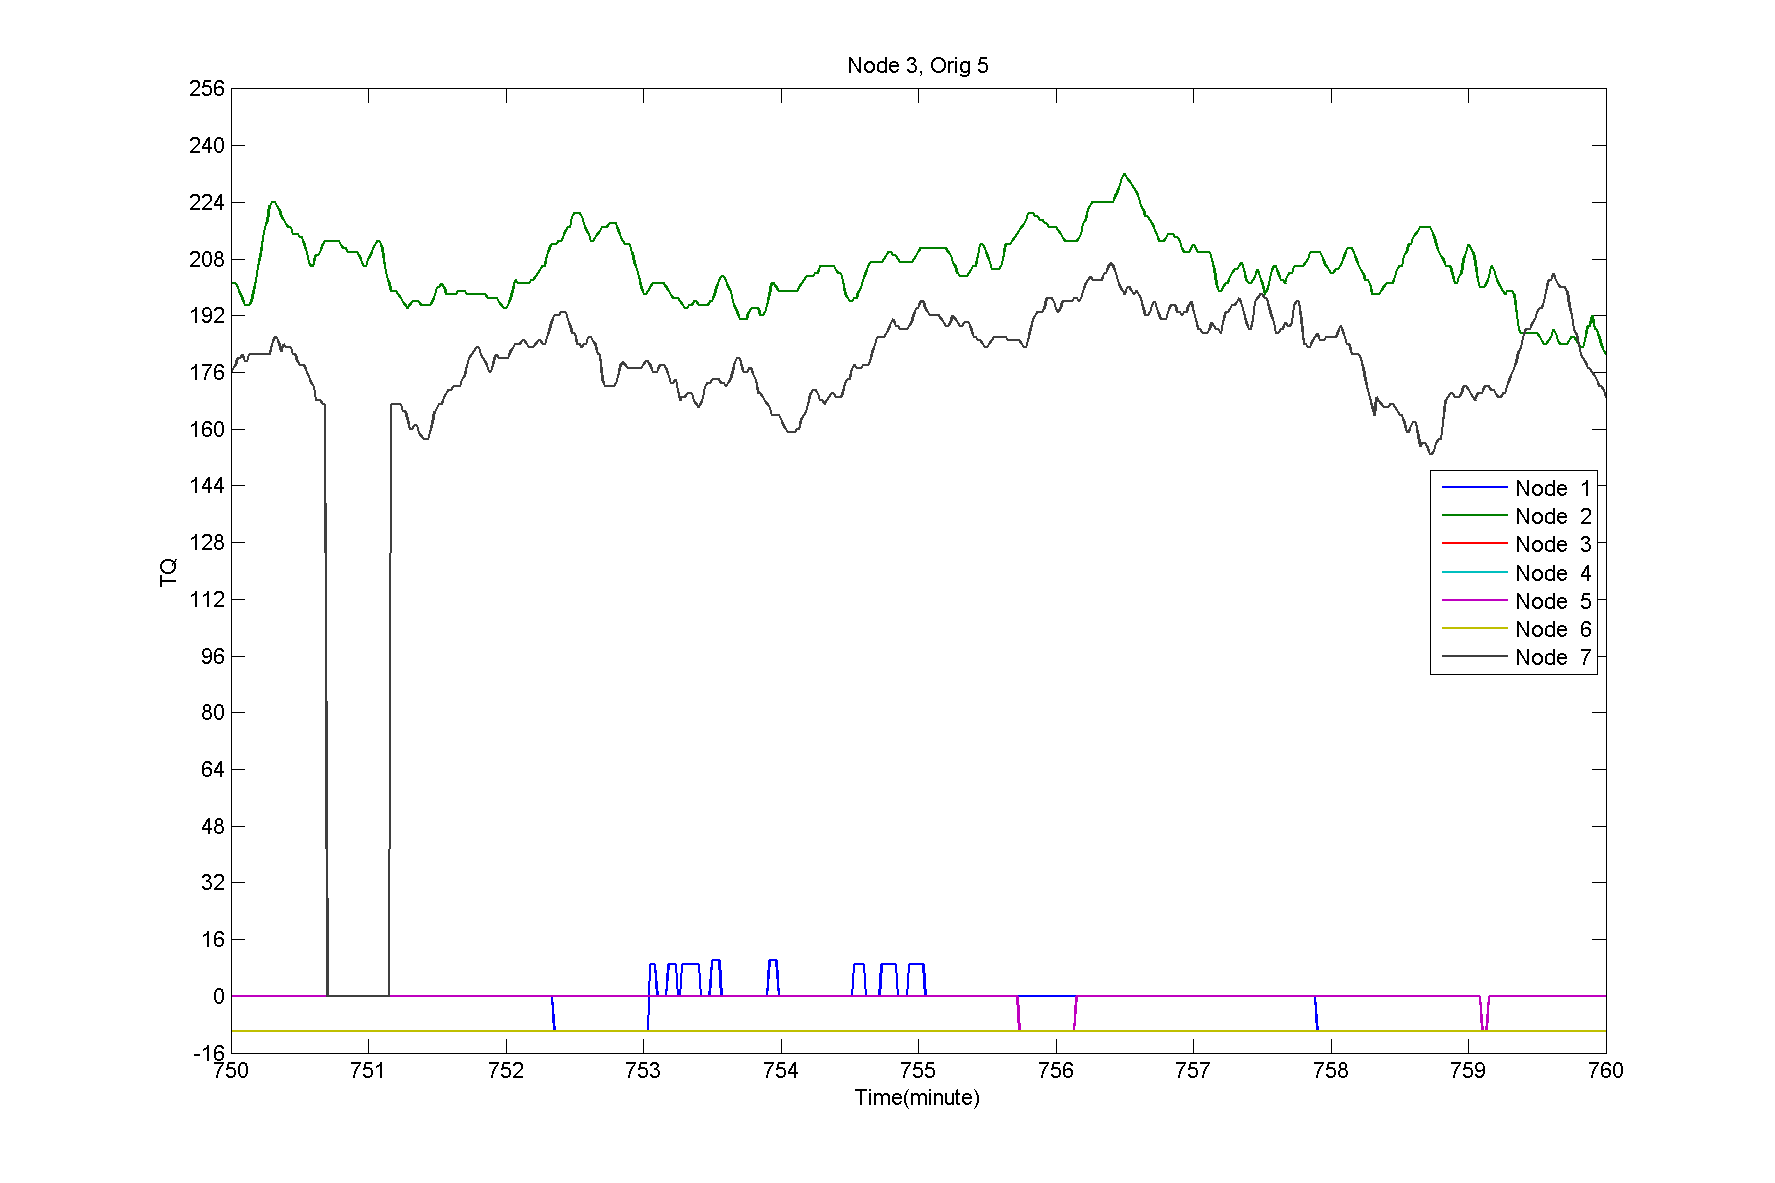 Node 3, Orig 5
256
240
224
208
192
176
160
144
128
112
96
80
64
48
32
16
0
-16
TQ
Node 1
Node 2
Node 3
Node 4
Node 5
Node 6
Node 7
750 751 752 753 754 755 756 757 758 759 760
Time(minute)